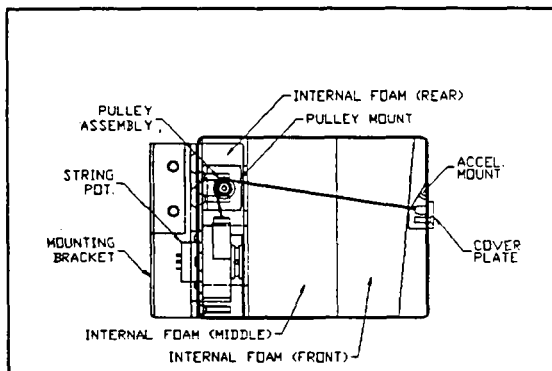 INTERNAL FOAM (REAR)
PULLEY
ASSEMBLY
PULLEY MOUNT
STRING
POT.
ACCEL.
MOUNT
MOUNTING
BRACKET
COVER
PLATE
INTERNAL FOAM (MIDDLE)
INTERNAL FOAM (FRONT)